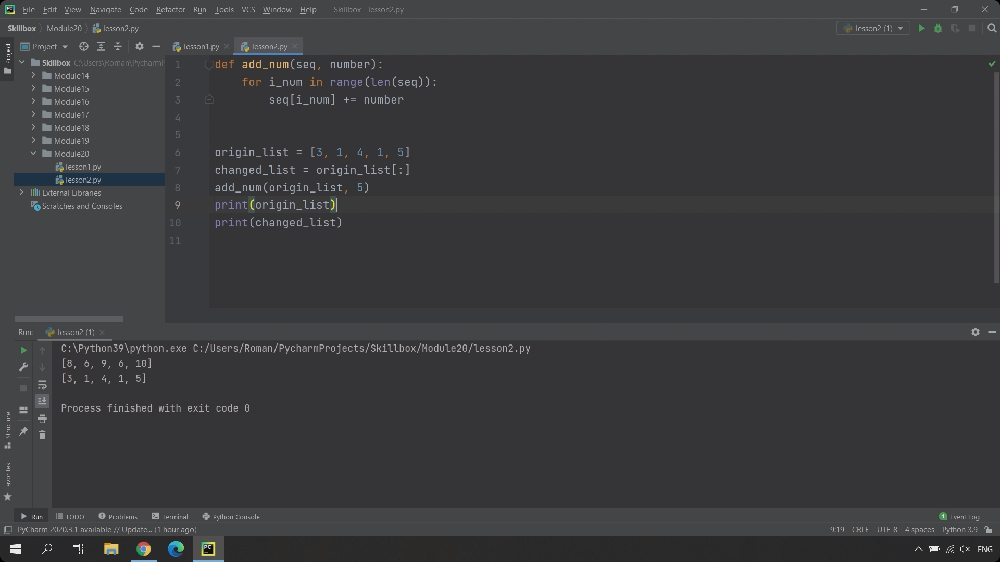 File Edit View Navigate Code Refactor Run Tools VCS Window Help Skillbox - lesson2.py
Skillbox Module20 lesson2.py lesson2 (1)
Project
Project lesson1.py lesson2.py
Skillbox C:\Users\Roman\PycharmP
Module14
Module15
Module16
Module17
Module18
Module19
Module20
lesson1.py
lesson2.py
External Libraries
Scratches and Consoles
1 def add_num(seq, number):
2 for i_num in range(len(seq)):
3 seq[i_num] += number
4
5
6 origin_list = [3, 1, 4, 1, 5]
7 changed_list = origin_list[:]
8 add_num(origin_list, 5)
9 print(origin_list)
10 print(changed_list)
11
Run: lesson2 (1)
C:\Python39\python.exe C:/Users/Roman/PycharmProjects/Skillbox/Module20/lesson2.py
[8, 6, 9, 6, 10]
[3, 1, 4, 1, 5]
Process finished with exit code 0
Structure
Favorites
Run TODO Problems Terminal Python Console 1 Event Log
PyCharm 2020.3.1 available // Update... (1 hour ago) 9:19 CRLF UTF-8 4 spaces Python 3.9
PC ENG